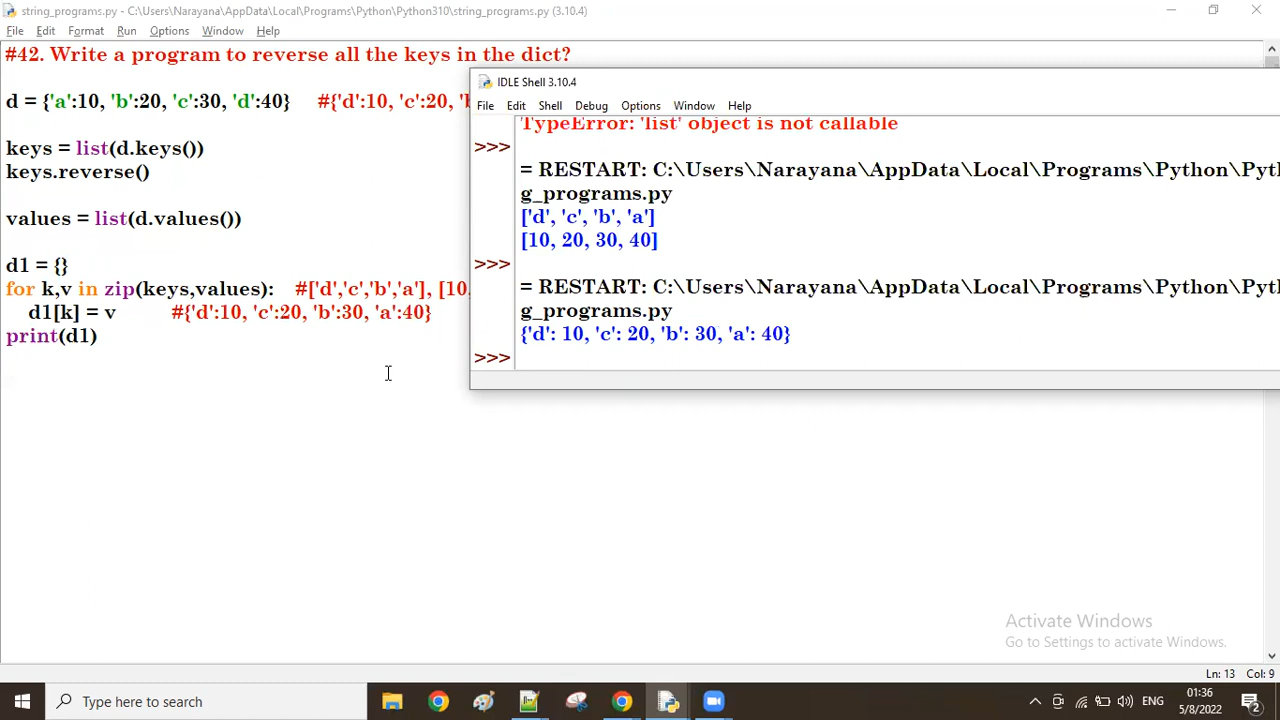 string_programs.py - C:\Users\Narayana\AppData\Local\Programs\Python\Python310\string_programs.py (3.10.4)
File Edit Format Run Options Window Help
#42. Write a program to reverse all the keys in the dict?
d = {'a':10, 'b':20, 'c':30, 'd':40} #{'d':10, 'c':20,
keys = list(d.keys())
keys.reverse()
values = list(d.values())
d1 = {}
for k,v in zip(keys,values): #['d','c','b','a'], [10,
d1[k] = v #{'d':10, 'c':20, 'b':30, 'a':40}
print(d1)
IDLE Shell 3.10.4
File Edit Shell Debug Options Window Help
TypeError: 'list' object is not callable
>>>
= RESTART: C:\Users\Narayana\AppData\Local\Programs\Python\Pyt
g_programs.py
['d', 'c', 'b', 'a']
[10, 20, 30, 40]
>>>
= RESTART: C:\Users\Narayana\AppData\Local\Programs\Python\Pyt
g_programs.py
{'d': 10, 'c': 20, 'b': 30, 'a': 40}
>>>
Activate Windows
Go to Settings to activate Windows.
Ln: 13 Col: 9
Type here to search
ENG
01:36
5/8/2022
2